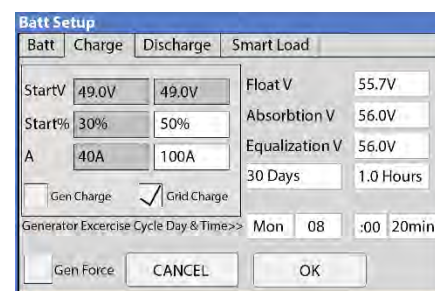 Batt Setup
Batt Charge Discharge Smart Load
StartV 49.0V 49.0V Float V 55.7V
Start% 30% 50% Absorbtion V 56.0V
A 40A 100A Equalization V 56.0V
30 Days 1.0 Hours
Gen Charge Grid Charge
Generator Excercise Cycle Day & Time>> Mon 08 :00 20min
Gen Force CANCEL OK